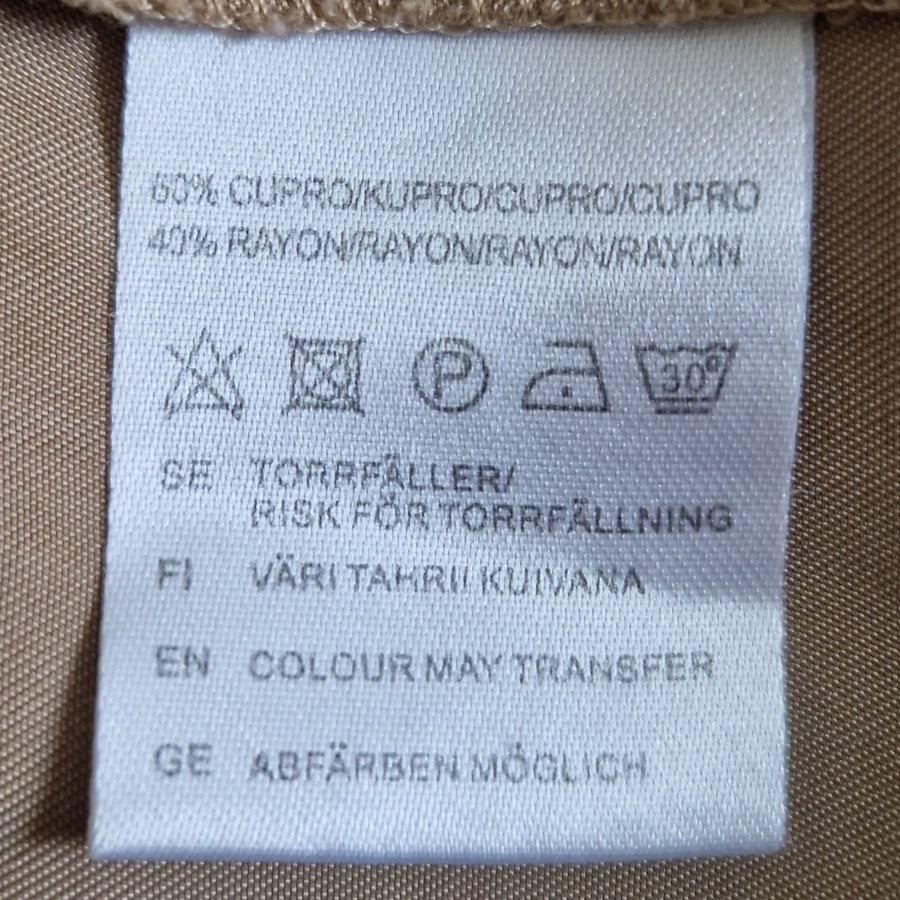 60% CUPRO/KUPRO/CUPRO/CUPRO
40% RAYON/RAYON/RAYON/RAYON
P 30°
SE TORRFÄLLER/
RISK FÖR TORRFÄLLNING
FI VÄRI TAHRII KUIVANA
EN COLOUR MAY TRANSFER
GE ABFÄRBEN MÖGLICH